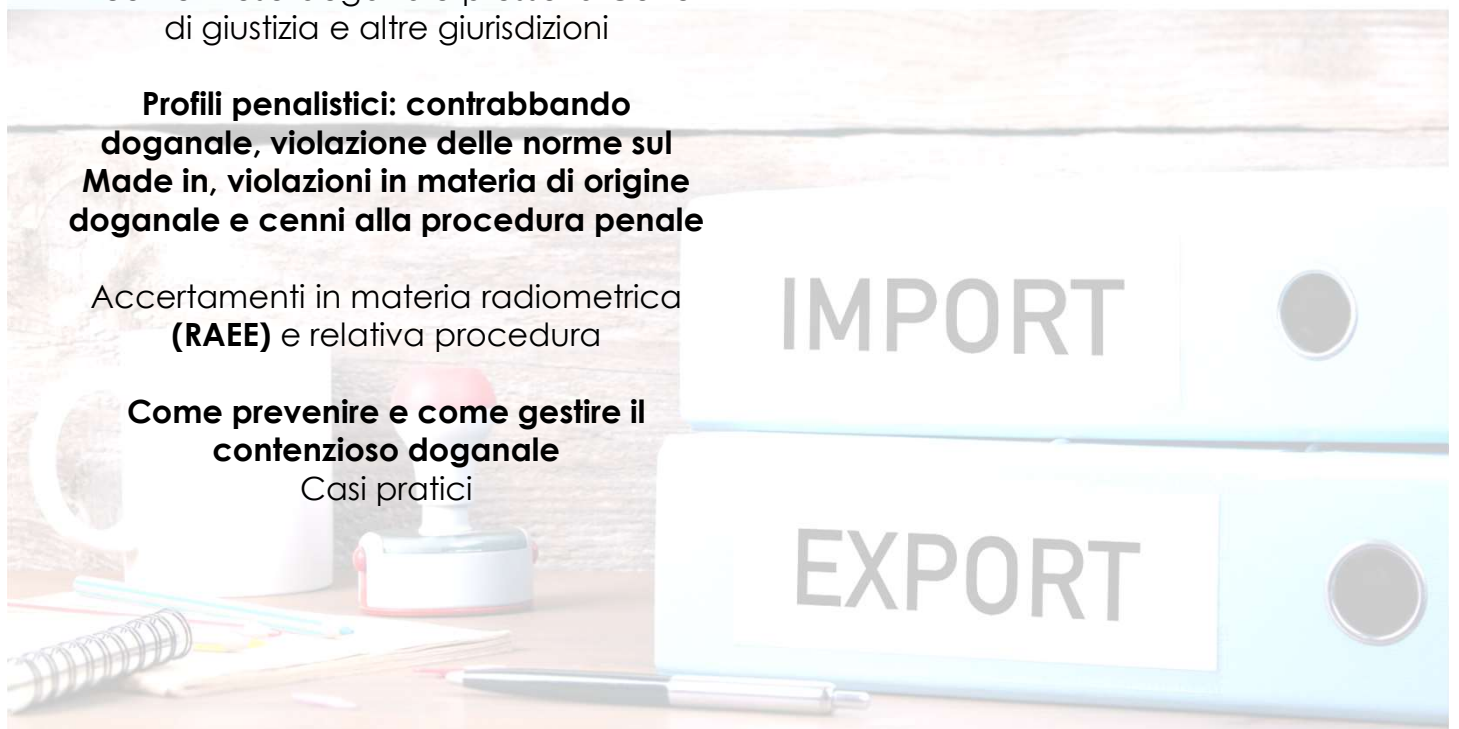 di giustizia e altre giurisdizioni
Profili penalistici: contrabbando
doganale, violazione delle norme sul
Made in, violazioni in materia di origine
doganale e cenni alla procedura penale
Accertamenti in materia radiometrica
(RAEE) e relativa procedura
Come prevenire e come gestire il
contenzioso doganale
Casi pratici
IMPORT
EXPORT